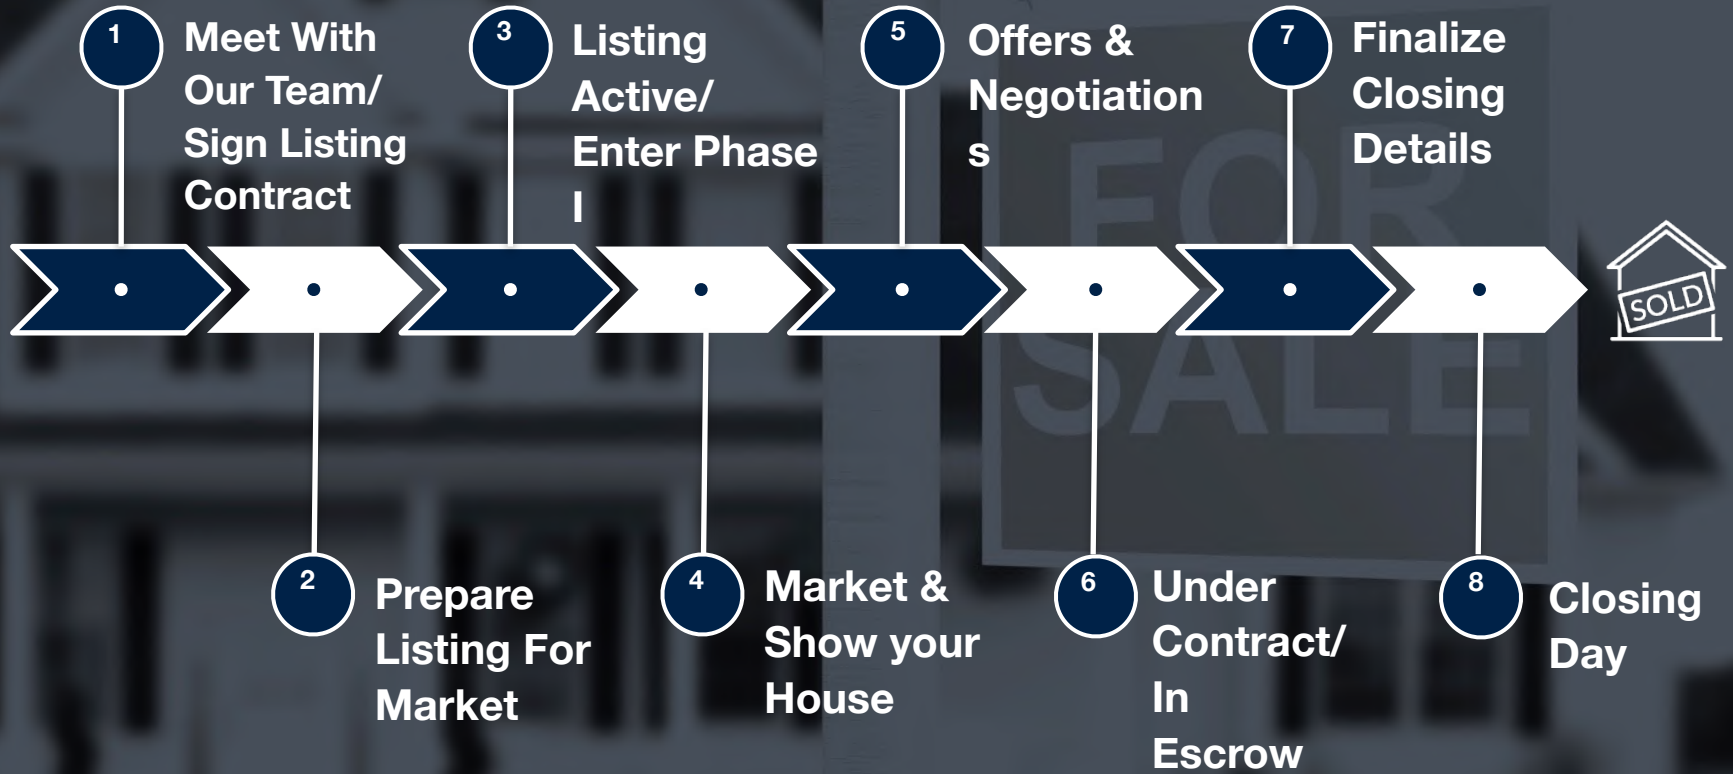 1
Meet With
Our Team/
Sign Listing
Contract
2
Prepare
Listing For
Market
3
Listing
Active/
Enter Phase
I
4
Market &
Show your
House
5
Offers &
Negotiation
s
6
Under
Contract/
In
Escrow
7
Finalize
Closing
Details
8
Closing
Day
SOLD
FOR
SALE